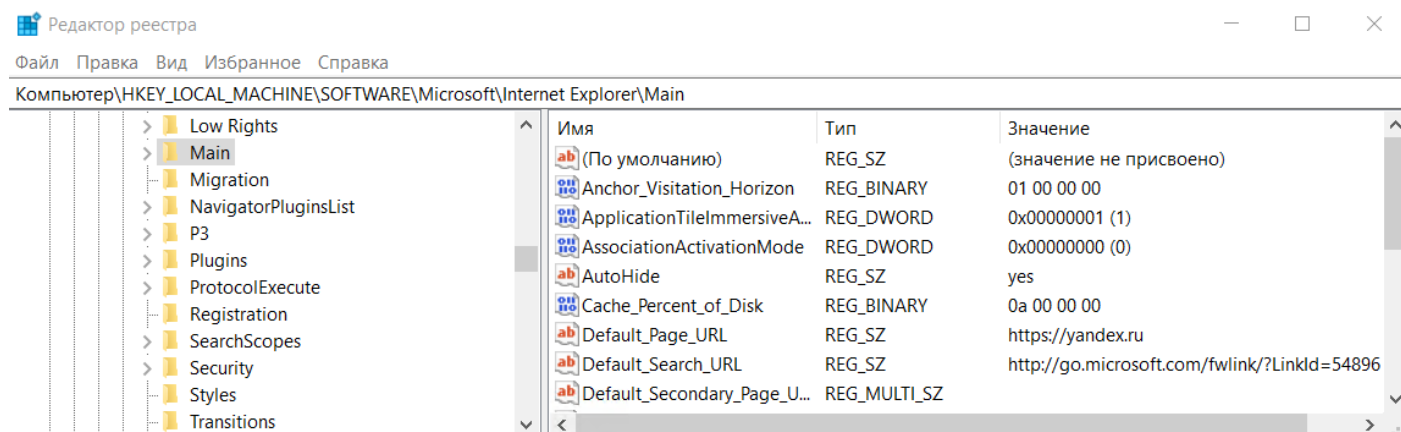 Редактор реестра
Файл Правка Вид Избранное Справка
Компьютер\HKEY_LOCAL_MACHINE\SOFTWARE\Microsoft\Internet Explorer\Main
Low Rights
Main
Migration
NavigatorPluginsList
P3
Plugins
ProtocolExecute
Registration
SearchScopes
Security
Styles
Transitions
Имя Тип Значение
(По умолчанию) REG_SZ (значение не присвоено)
Anchor_Visitation_Horizon REG_BINARY 01 00 00 00
ApplicationTileImmersiveA... REG_DWORD 0x00000001 (1)
AssociationActivationMode REG_DWORD 0x00000000 (0)
AutoHide REG_SZ yes
Cache_Percent_of_Disk REG_BINARY 0a 00 00 00
Default_Page_URL REG_SZ https://yandex.ru
Default_Search_URL REG_SZ http://go.microsoft.com/fwlink/?LinkId=54896
Default_Secondary_Page_U... REG_MULTI_SZ